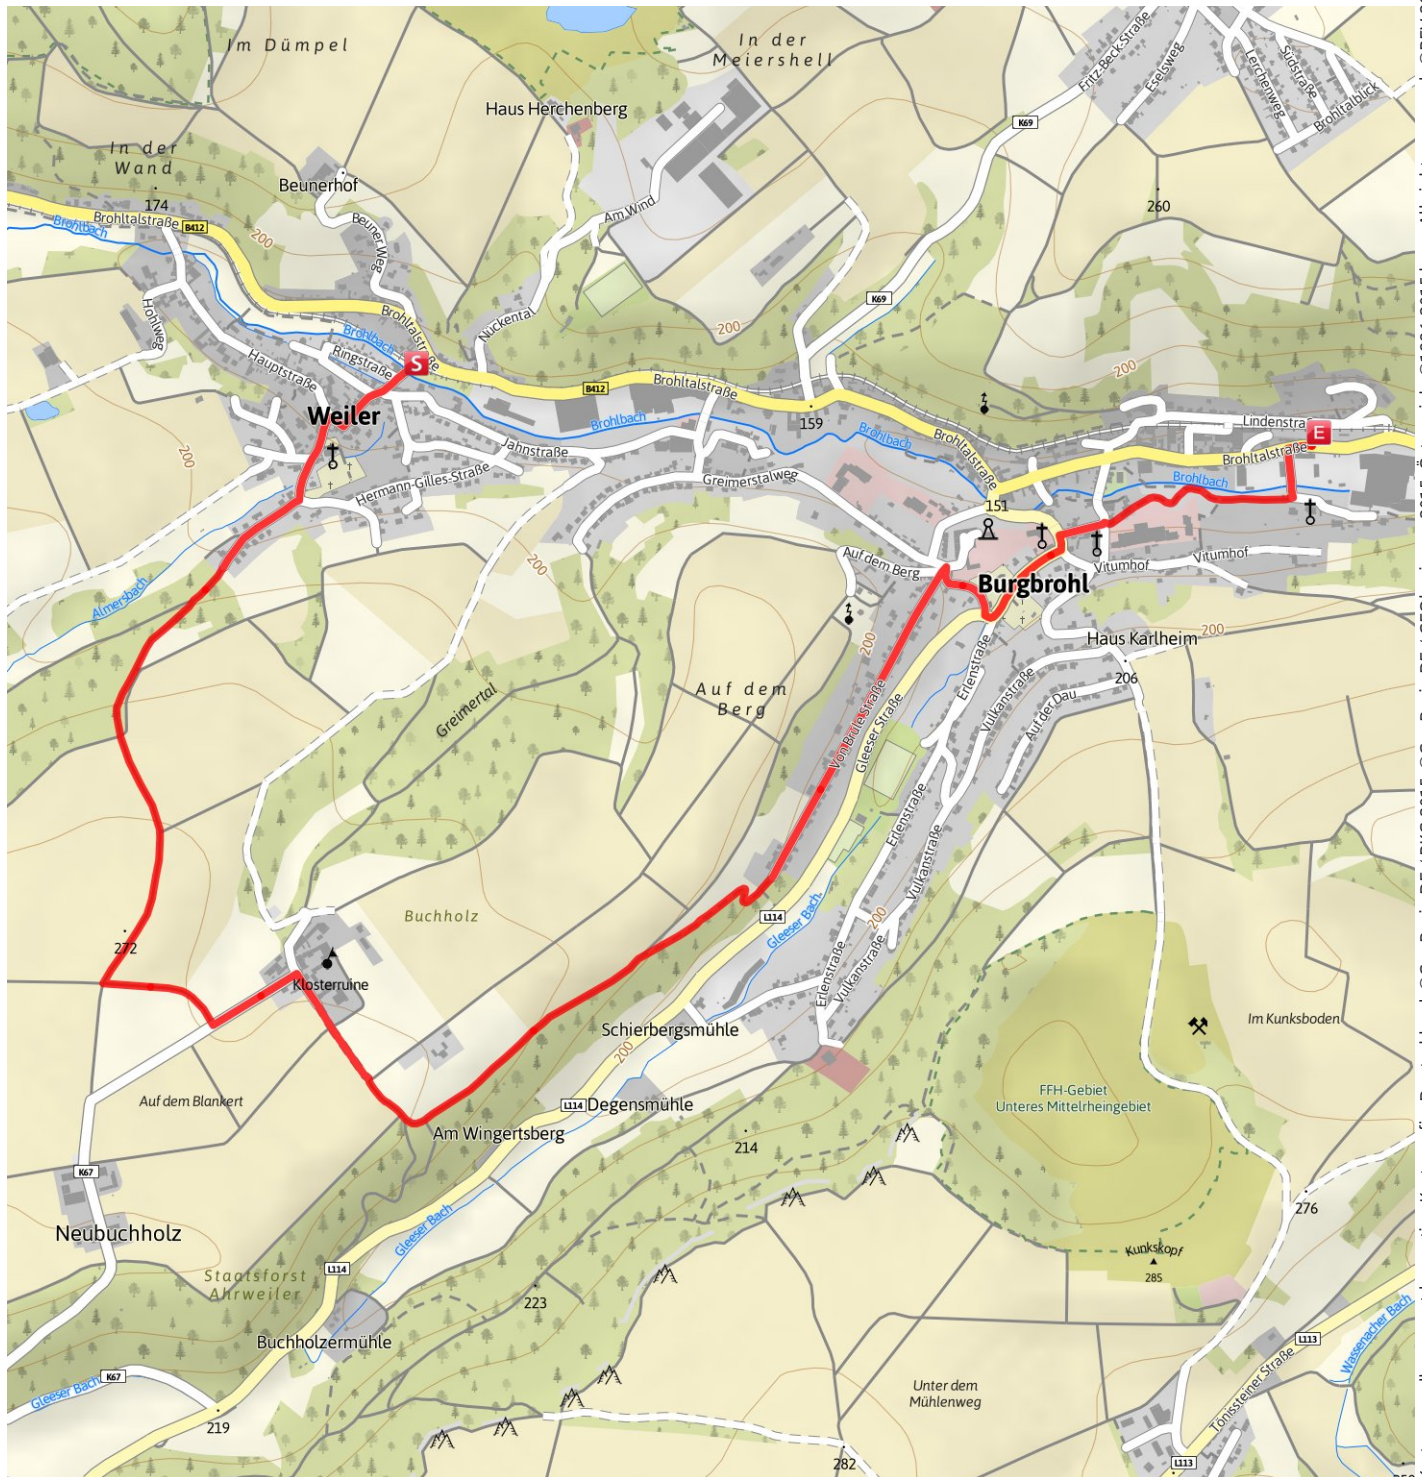 Im Dümpel
In der
Meiershell
Fritz-Beck-Straße
Eselsweg
Lerchenweg
Südstraße
Brohltalblick
Haus Herchenberg
K69
In der
Wand
Beunerhof
174
Brohltalstraße
B412
Brohlbach
200
Beuner Weg
Am Wind
260
Hohlweg
Brohltalstraße
Nückental
K69
200
Brohlbach
Ringstraße
S
Hauptstraße
B412
Brohltalstraße
200
Weiler
Brohlbach
159
Lindenstra
E
Brohltalstraße
Brohlbach
Brohltalstraße
200
Jahnstraße
Hermann-Gilles-Straße
Greimerstalweg
Brohlbach
151
Auf dem Berg
Vitumhof
Vitumhof
200
Almersbach
Burgbrohl
Haus Karlheim
200
200
206
Erlenstraße
Greimertal
Auf dem
Berg
Von Brule Straße
Gleeser Straße
Vulkanstraße
Auf der Dau
Erlenstraße
Vulkanstraße
Buchholz
L114
Gleeser Bach
200
272
Klosterruine
Erlenstraße
Vulkanstraße
Schierbergsmühle
Im Kunksboden
200
Auf dem Blankert
L114
Degensmühle
FFH-Gebiet
Unteres Mittelrheingebiet
Am Wingertsberg
214
K67
276
Neubuchholz
Gleeser Bach
Kunkskopf
285
L114
Staatsforst
Ahrweiler
223
Buchholzermühle
L113
Wassenacher Bach
Tönissteiner Straße
K67
Gleeser Bach
Unter dem
Mühlenweg
219
282
L113